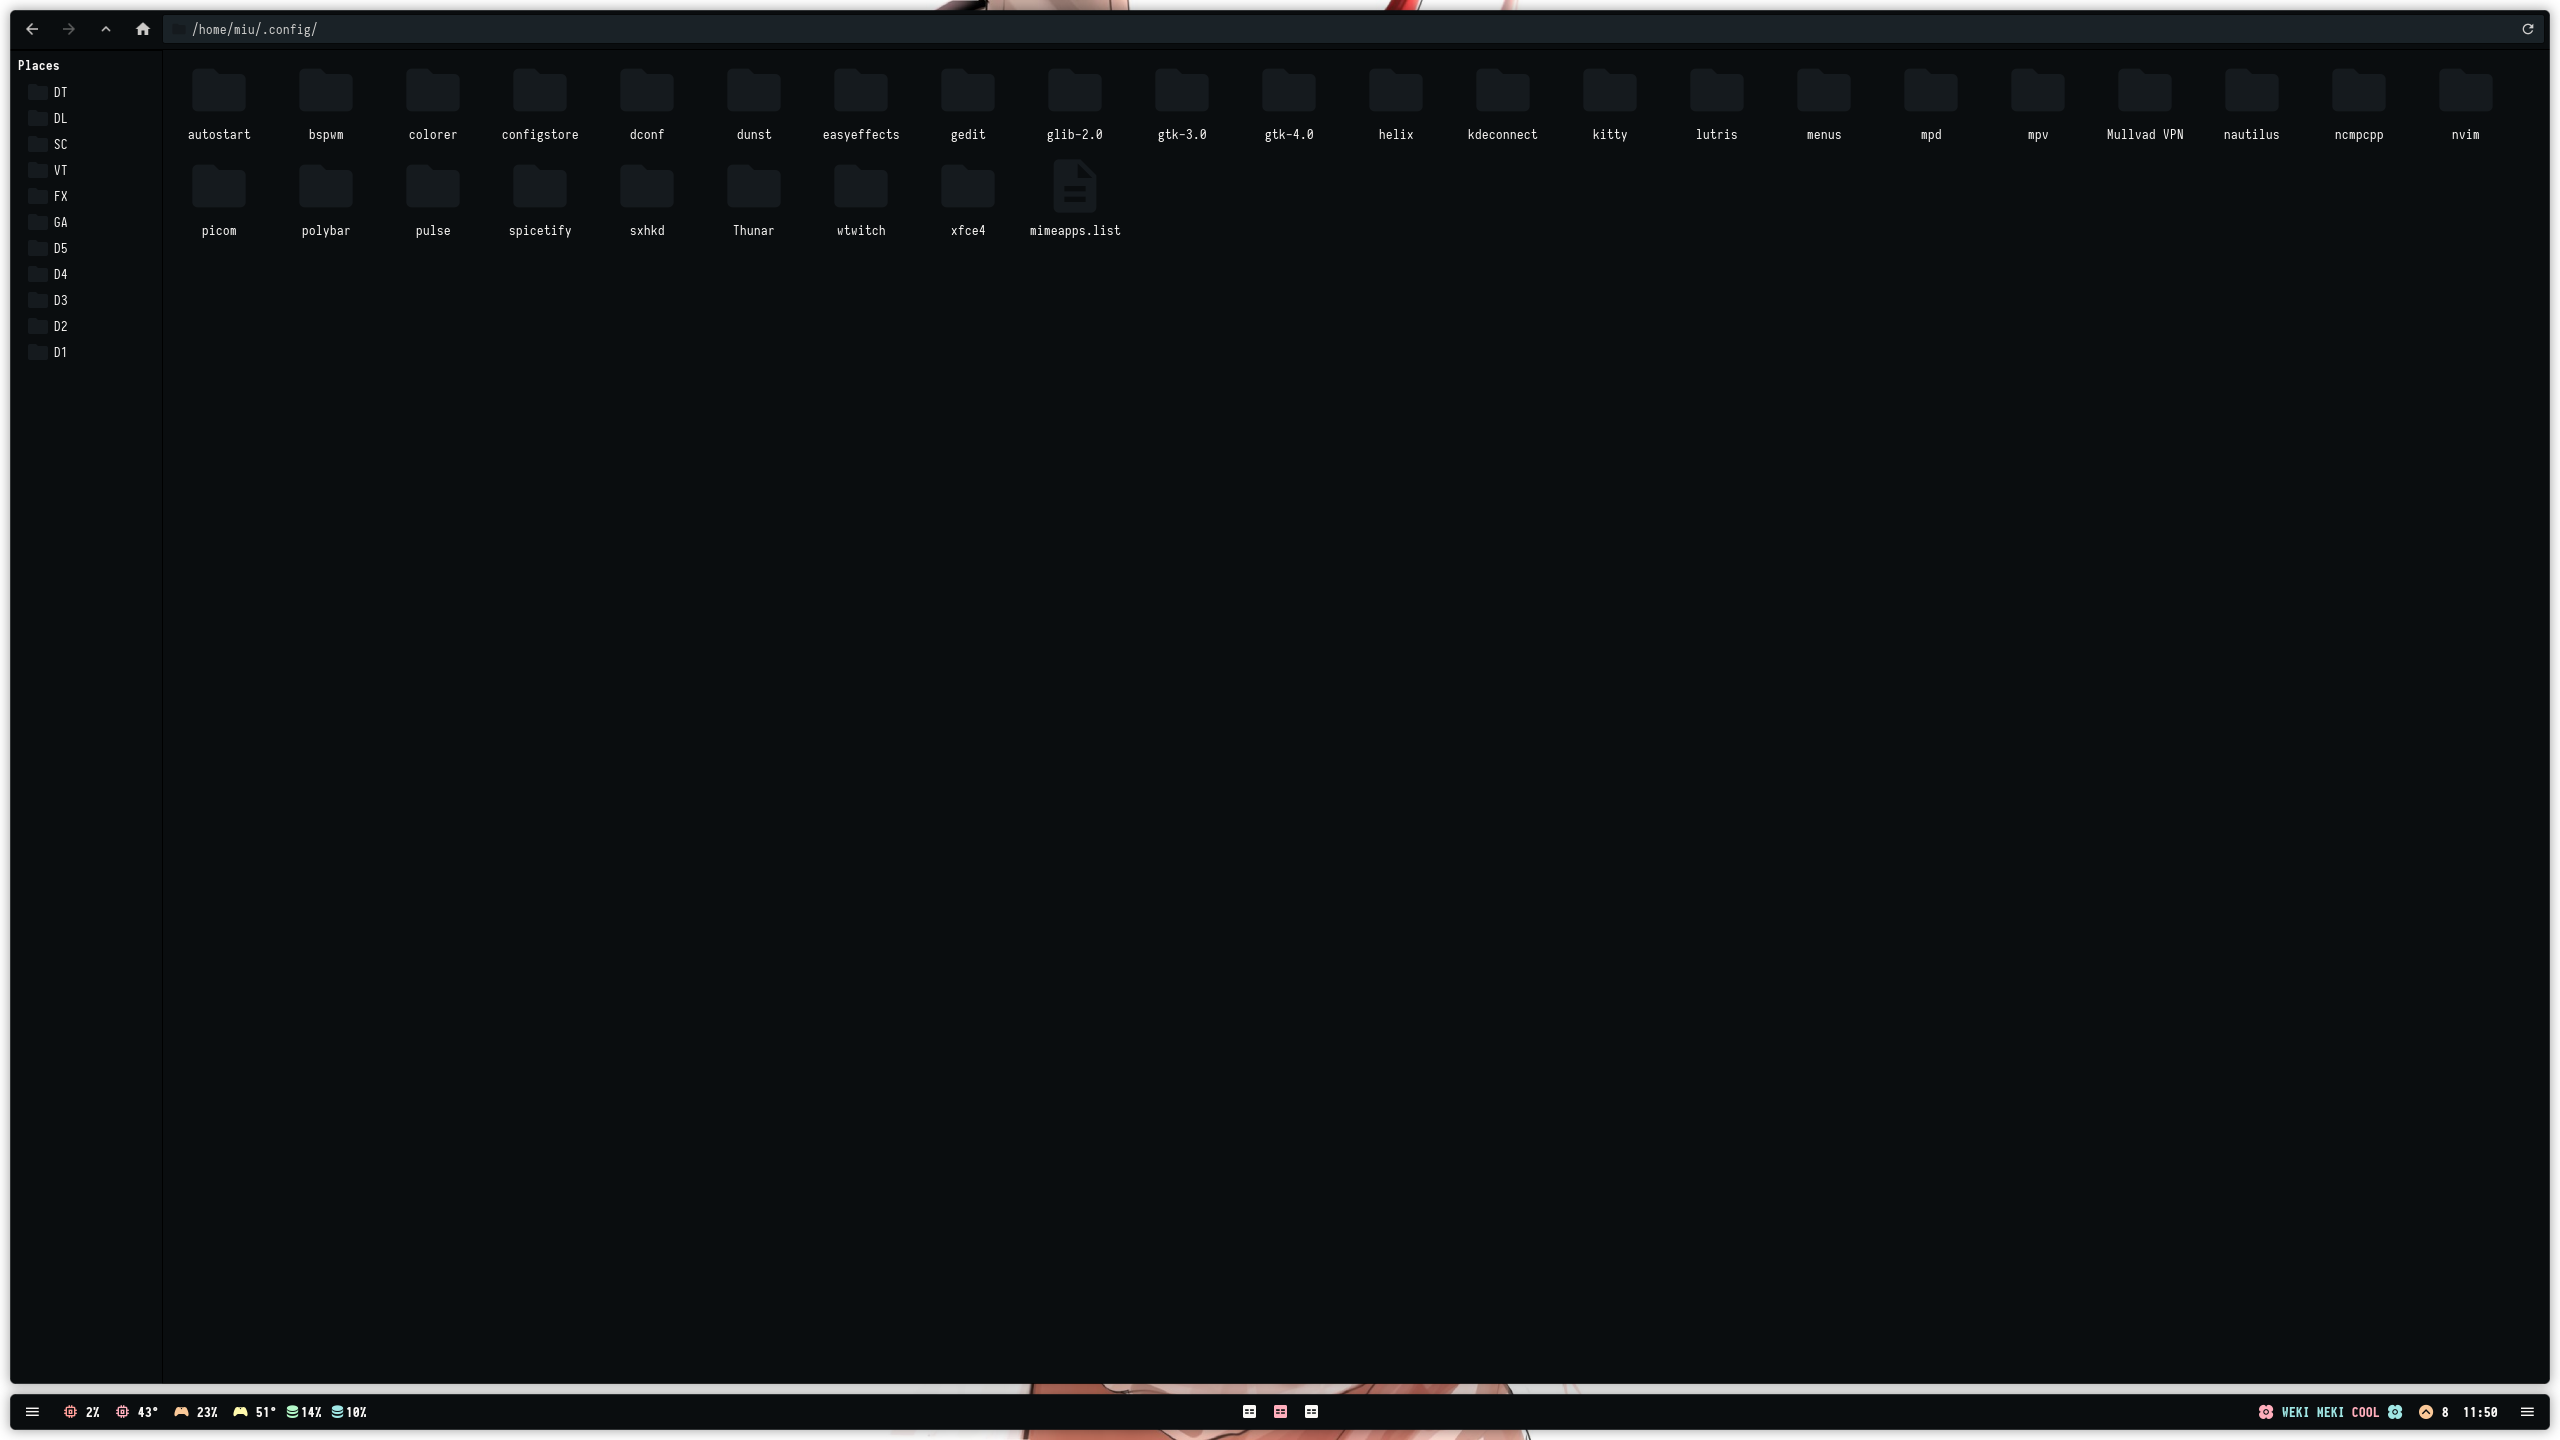 /home/miu/.config/
Places
DT
DL
SC
VT
FX
GA
D5
D4
D3
D2
D1
autostart bspwm colorer configstore dconf dunst easyeffects gedit glib-2.0 gtk-3.0 gtk-4.0 helix kdeconnect kitty lutris menus mpd mpv Mullvad VPN nautilus ncmpcpp nvim
picom polybar pulse spicetify sxhkd Thunar wtwitch xfce4 mimeapps.list
2% 43° 23% 51° 14% 10% WEKI MEKI COOL 8 11:50